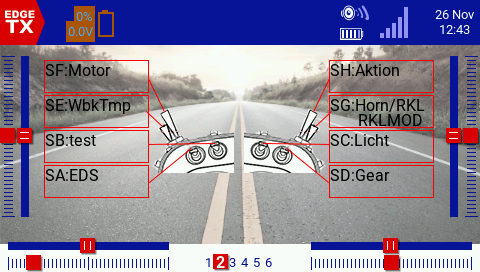 EDGE
TX
0%
0.0V
26 Nov
12:43
SF:Motor
SE:WbkTmp
SB:test
SA:EDS
SH:Aktion
SG:Horn/RKL
RKLMOD
SC:Licht
SD:Gear
1 2 3 4 5 6